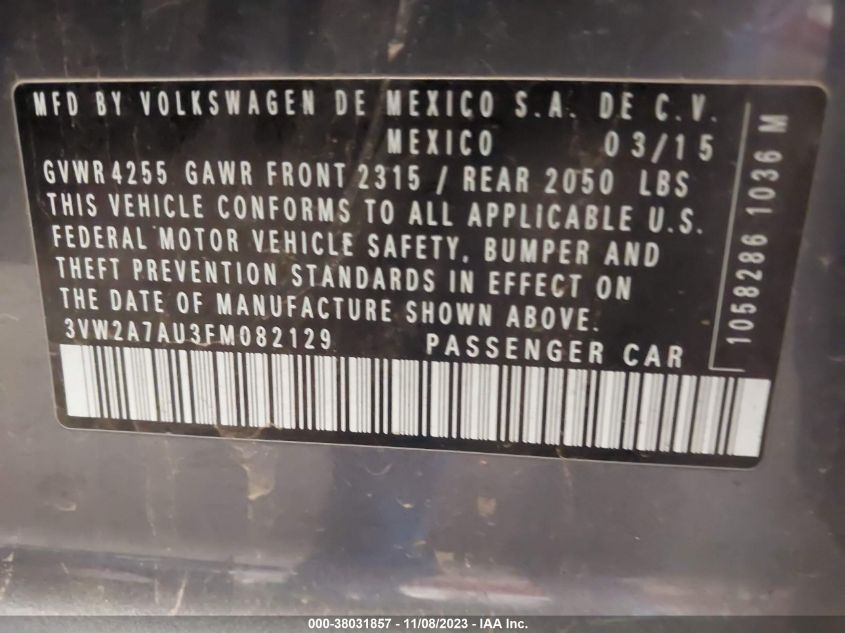 MFD BY VOLKSWAGEN DE MEXICO S.A. DE C.V.
MEXICO 03/15
GVWR 4255 GAWR FRONT 2315 / REAR 2050 LBS
THIS VEHICLE CONFORMS TO ALL APPLICABLE U.S.
FEDERAL MOTOR VEHICLE SAFETY, BUMPER AND
THEFT PREVENTION STANDARDS IN EFFECT ON
THE DATE OF MANUFACTURE SHOWN ABOVE.
3VW2A7AU3FM082129 PASSENGER CAR
1058286 1036 M
000-38031857 - 11/08/2023 - IAA Inc.